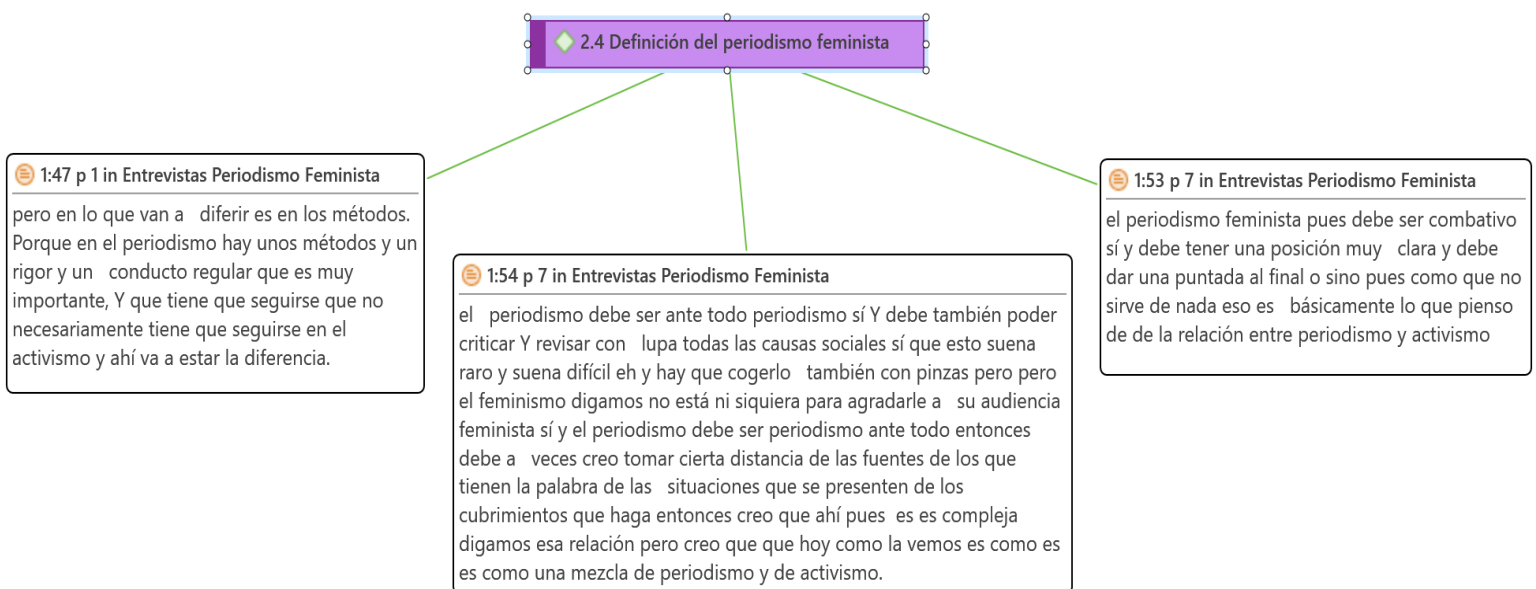 2.4 Definición del periodismo feminista
1:47 p 1 in Entrevistas Periodismo Feminista
pero en lo que van a diferir es en los métodos.
Porque en el periodismo hay unos métodos y un
rigor y un conducto regular que es muy
importante, Y que tiene que seguirse que no
necesariamente tiene que seguirse en el
activismo y ahí va a estar la diferencia.
1:54 p 7 in Entrevistas Periodismo Feminista
el periodismo debe ser ante todo periodismo sí Y debe también poder
criticar Y revisar con lupa todas las causas sociales sí que esto suena
raro y suena difícil eh y hay que cogerlo también con pinzas pero pero
el feminismo digamos no está ni siquiera para agradarle a su audiencia
feminista sí y el periodismo debe ser periodismo ante todo entonces
debe a veces creo tomar cierta distancia de las fuentes de los que
tienen la palabra de las situaciones que se presenten de los
cubrimientos que haga entonces creo que ahí pues es es compleja
digamos esa relación pero creo que que hoy como la vemos es como es
es como una mezcla de periodismo y de activismo.
1:53 p 7 in Entrevistas Periodismo Feminista
el periodismo feminista pues debe ser combativo
sí y debe tener una posición muy clara y debe
dar una puntada al final o sino pues como que no
sirve de nada eso es básicamente lo que pienso
de de la relación entre periodismo y activismo